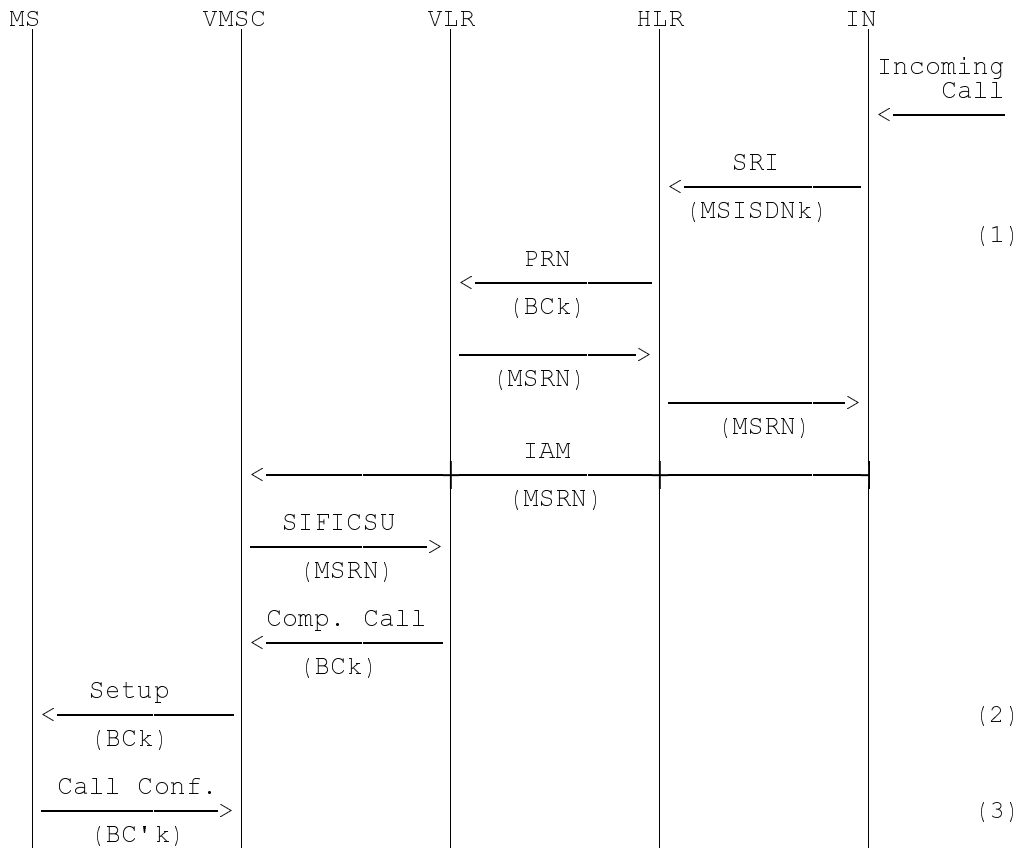 MS VMSC VLR HLR IN
Incoming
Call
SRI
(MSISDNk)
(1)
PRN
(BCk)
(MSRN)
(MSRN)
IAM
(MSRN)
SIFICSU
(MSRN)
Comp. Call
(BCk)
Setup
(2)
(BCk)
Call Conf.
(3)
(BC'k)